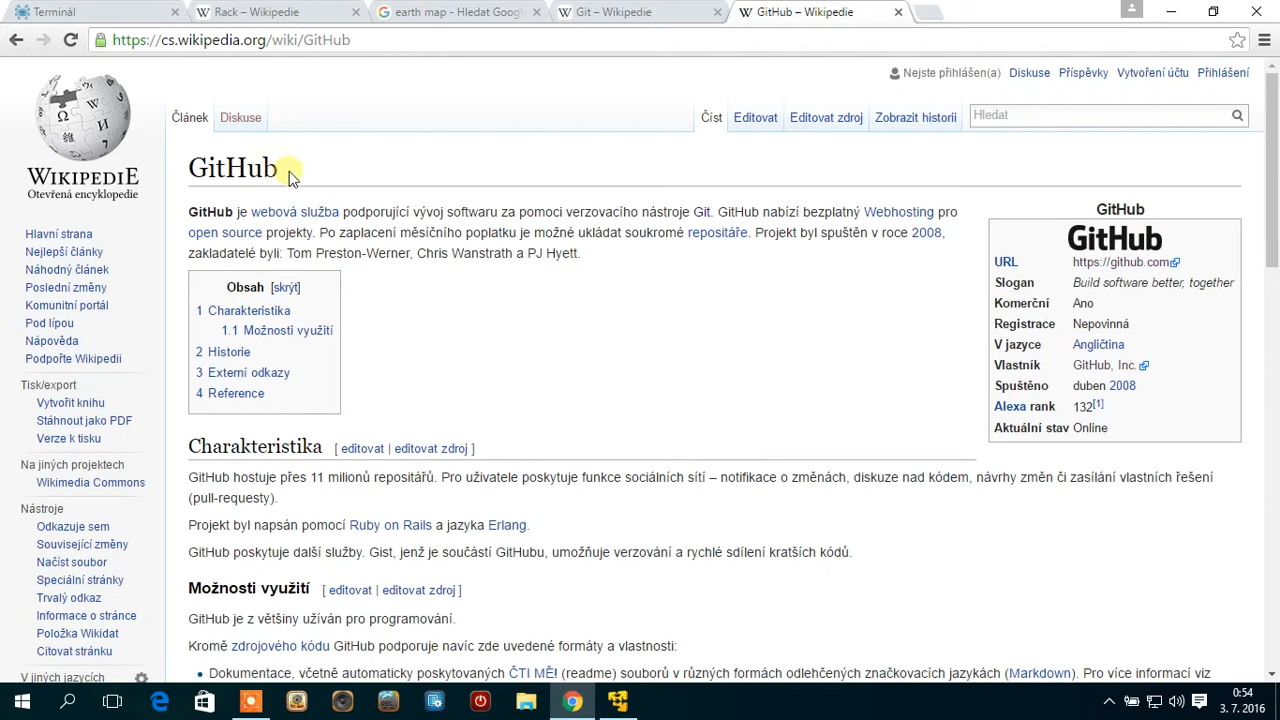 Terminál
Rack – Wikipedie
earth map - Hledat Goog
Git – Wikipedie
GitHub – Wikipedie
https://cs.wikipedia.org/wiki/GitHub
Nejste přihlášen(a) Diskuse Příspěvky Vytvoření účtu Přihlášení
WIKIPEDIE
Otevřená encyklopedie
Článek Diskuse
Číst Editovat Editovat zdroj Zobrazit historii
Hledat
Hlavní strana
Nejlepší články
Náhodný článek
Poslední změny
Komunitní portál
Pod lípou
Nápověda
Podpořte Wikipedii
Tisk/export
Vytvořit knihu
Stáhnout jako PDF
Verze k tisku
Na jiných projektech
Wikimedia Commons
Nástroje
Odkazuje sem
Související změny
Načíst soubor
Speciální stránky
Trvalý odkaz
Informace o stránce
Položka Wikidat
Citovat stránku
V jiných jazycích
GitHub
GitHub je webová služba podporující vývoj softwaru za pomoci verzovacího nástroje Git. GitHub nabízí bezplatný Webhosting pro
open source projekty. Po zaplacení měsíčního poplatku je možné ukládat soukromé repositáře. Projekt byl spuštěn v roce 2008,
zakladatelé byli: Tom Preston-Werner, Chris Wanstrath a PJ Hyett.
Obsah [skrýt]
1 Charakteristika
1.1 Možnosti využití
2 Historie
3 Externí odkazy
4 Reference
GitHub
GitHub
URL https://github.com
Slogan Build software better, together
Komerční Ano
Registrace Nepovinná
V jazyce Angličtina
Vlastník GitHub, Inc.
Spuštěno duben 2008
Alexa rank 132[1]
Aktuální stav Online
Charakteristika [ editovat | editovat zdroj ]
GitHub hostuje přes 11 milionů repositářů. Pro uživatele poskytuje funkce sociálních sítí – notifikace o změnách, diskuze nad kódem, návrhy změn či zasílání vlastních řešení
(pull-requesty).
Projekt byl napsán pomocí Ruby on Rails a jazyka Erlang.
GitHub poskytuje další služby. Gist, jenž je součástí GitHubu, umožňuje verzování a rychlé sdílení kratších kódů.
Možnosti využití [ editovat | editovat zdroj ]
GitHub je z většiny užíván pro programování.
Kromě zdrojového kódu GitHub podporuje navíc zde uvedené formáty a vlastnosti:
• Dokumentace, včetně automaticky poskytovaných ČTI MĚ! (readme) souborů v různých formách odlehčených značkovacích jazykách (Markdown). Pro více informací viz
0:54
3. 7. 2016